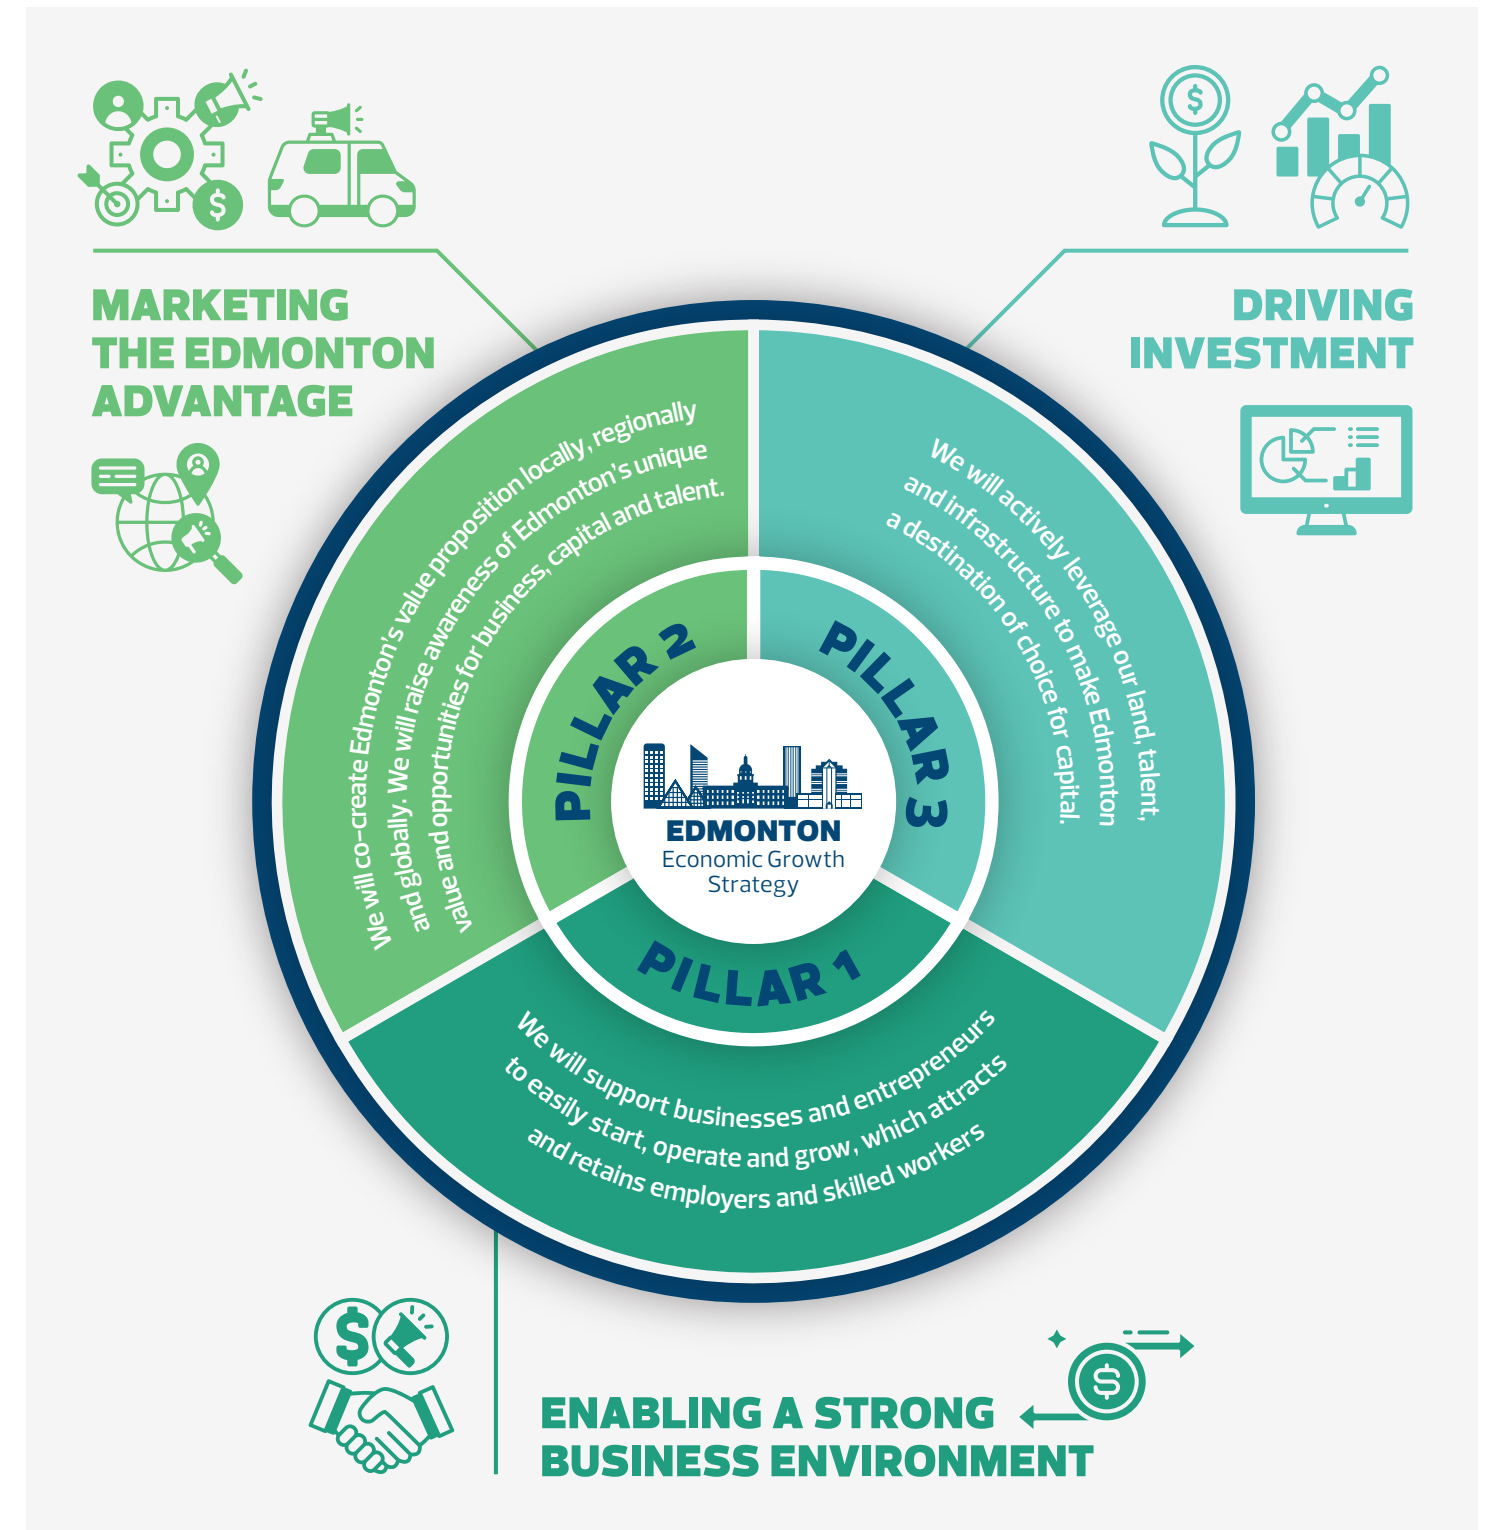 MARKETING
THE EDMONTON
ADVANTAGE
DRIVING
INVESTMENT
PILLAR 2
We will co-create Edmonton's value proposition locally, regionally
and globally. We will raise awareness of Edmonton's unique
value and opportunities for business, capital and talent.
PILLAR 3
We will actively leverage our land, talent,
and infrastructure to make Edmonton
a destination of choice for capital.
EDMONTON
Economic Growth
Strategy
PILLAR 1
We will support businesses and entrepreneurs
to easily start, operate and grow, which attracts
and retains employers and skilled workers
ENABLING A STRONG
BUSINESS ENVIRONMENT